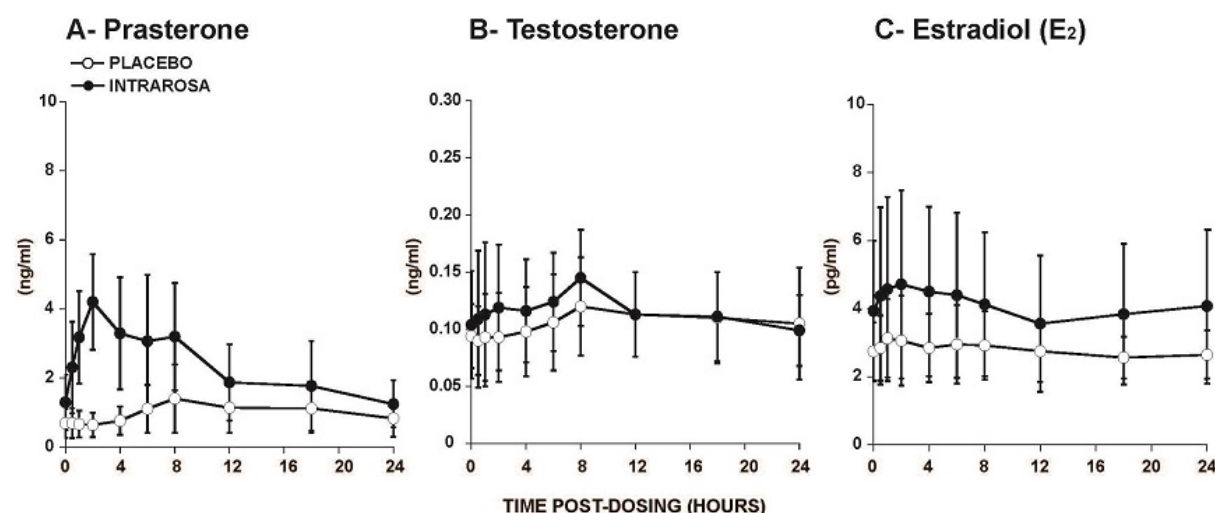 A- Prasterone
PLACEBO
INTRAROSA
10
8
6
4
2
0
(ng/ml)
0 4 8 12 16 20 24
B- Testosterone
0.30
0.25
0.20
0.15
0.10
0.05
0
(ng/ml)
0 4 8 12 16 20 24
C- Estradiol (E₂)
10
8
6
4
2
0
(pg/ml)
0 4 8 12 16 20 24
TIME POST-DOSING (HOURS)